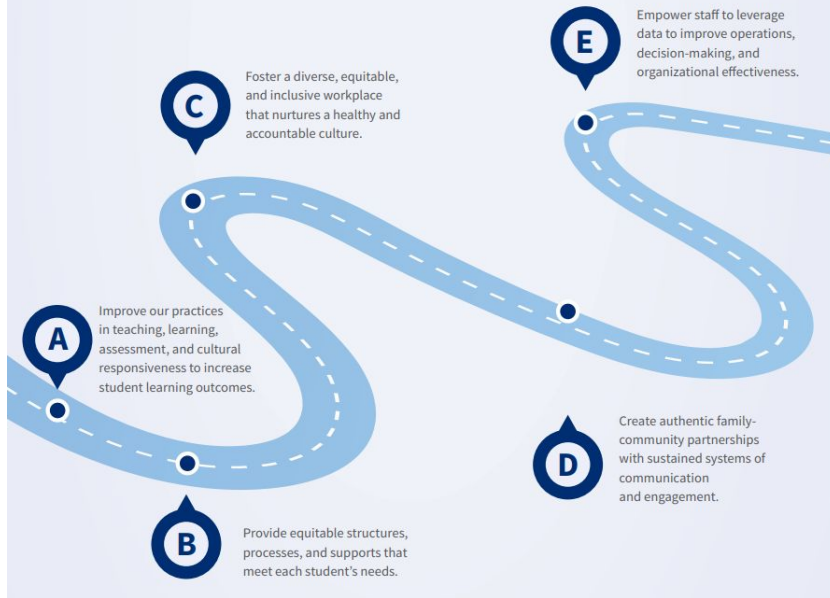 A
Improve our practices
in teaching, learning,
assessment, and cultural
responsiveness to increase
student learning outcomes.
B
Provide equitable structures,
processes, and supports that
meet each student’s needs.
C
Foster a diverse, equitable,
and inclusive workplace
that nurtures a healthy and
accountable culture.
D
Create authentic family-
community partnerships
with sustained systems of
communication
and engagement.
E
Empower staff to leverage
data to improve operations,
decision-making, and
organizational effectiveness.